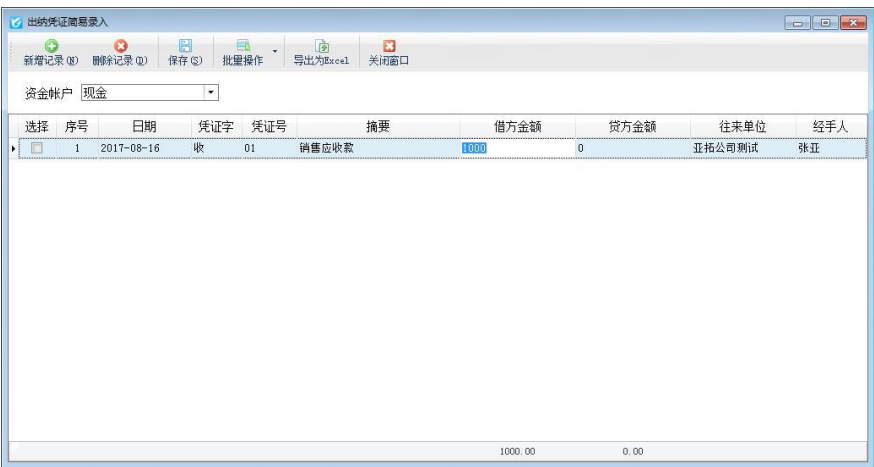 出纳凭证简易录入
新增记录(N) 删除记录(D) 保存(S) 批量操作 导出为Excel 关闭窗口
资金帐户 现金
选择 序号 日期 凭证字 凭证号 摘要 借方金额 贷方金额 往来单位 经手人
1 2017-08-16 收 01 销售应收款 1000 0 亚拓公司测试 张亚
1000.00 0.00